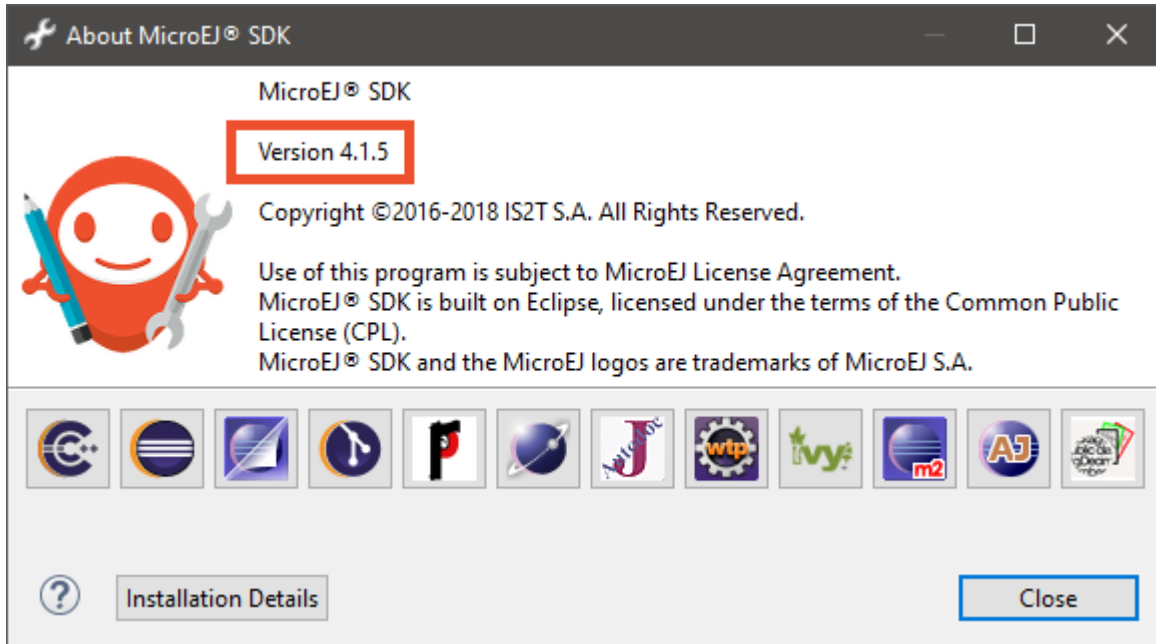 About MicroEJ® SDK
MicroEJ® SDK
Version 4.1.5
Copyright ©2016-2018 IS2T S.A. All Rights Reserved.
Use of this program is subject to MicroEJ License Agreement.
MicroEJ® SDK is built on Eclipse, licensed under the terms of the Common Public
License (CPL).
MicroEJ® SDK and the MicroEJ logos are trademarks of MicroEJ S.A.
C++
J Autodoc
wtp
ivy
m2
AJ
?
Installation Details
Close